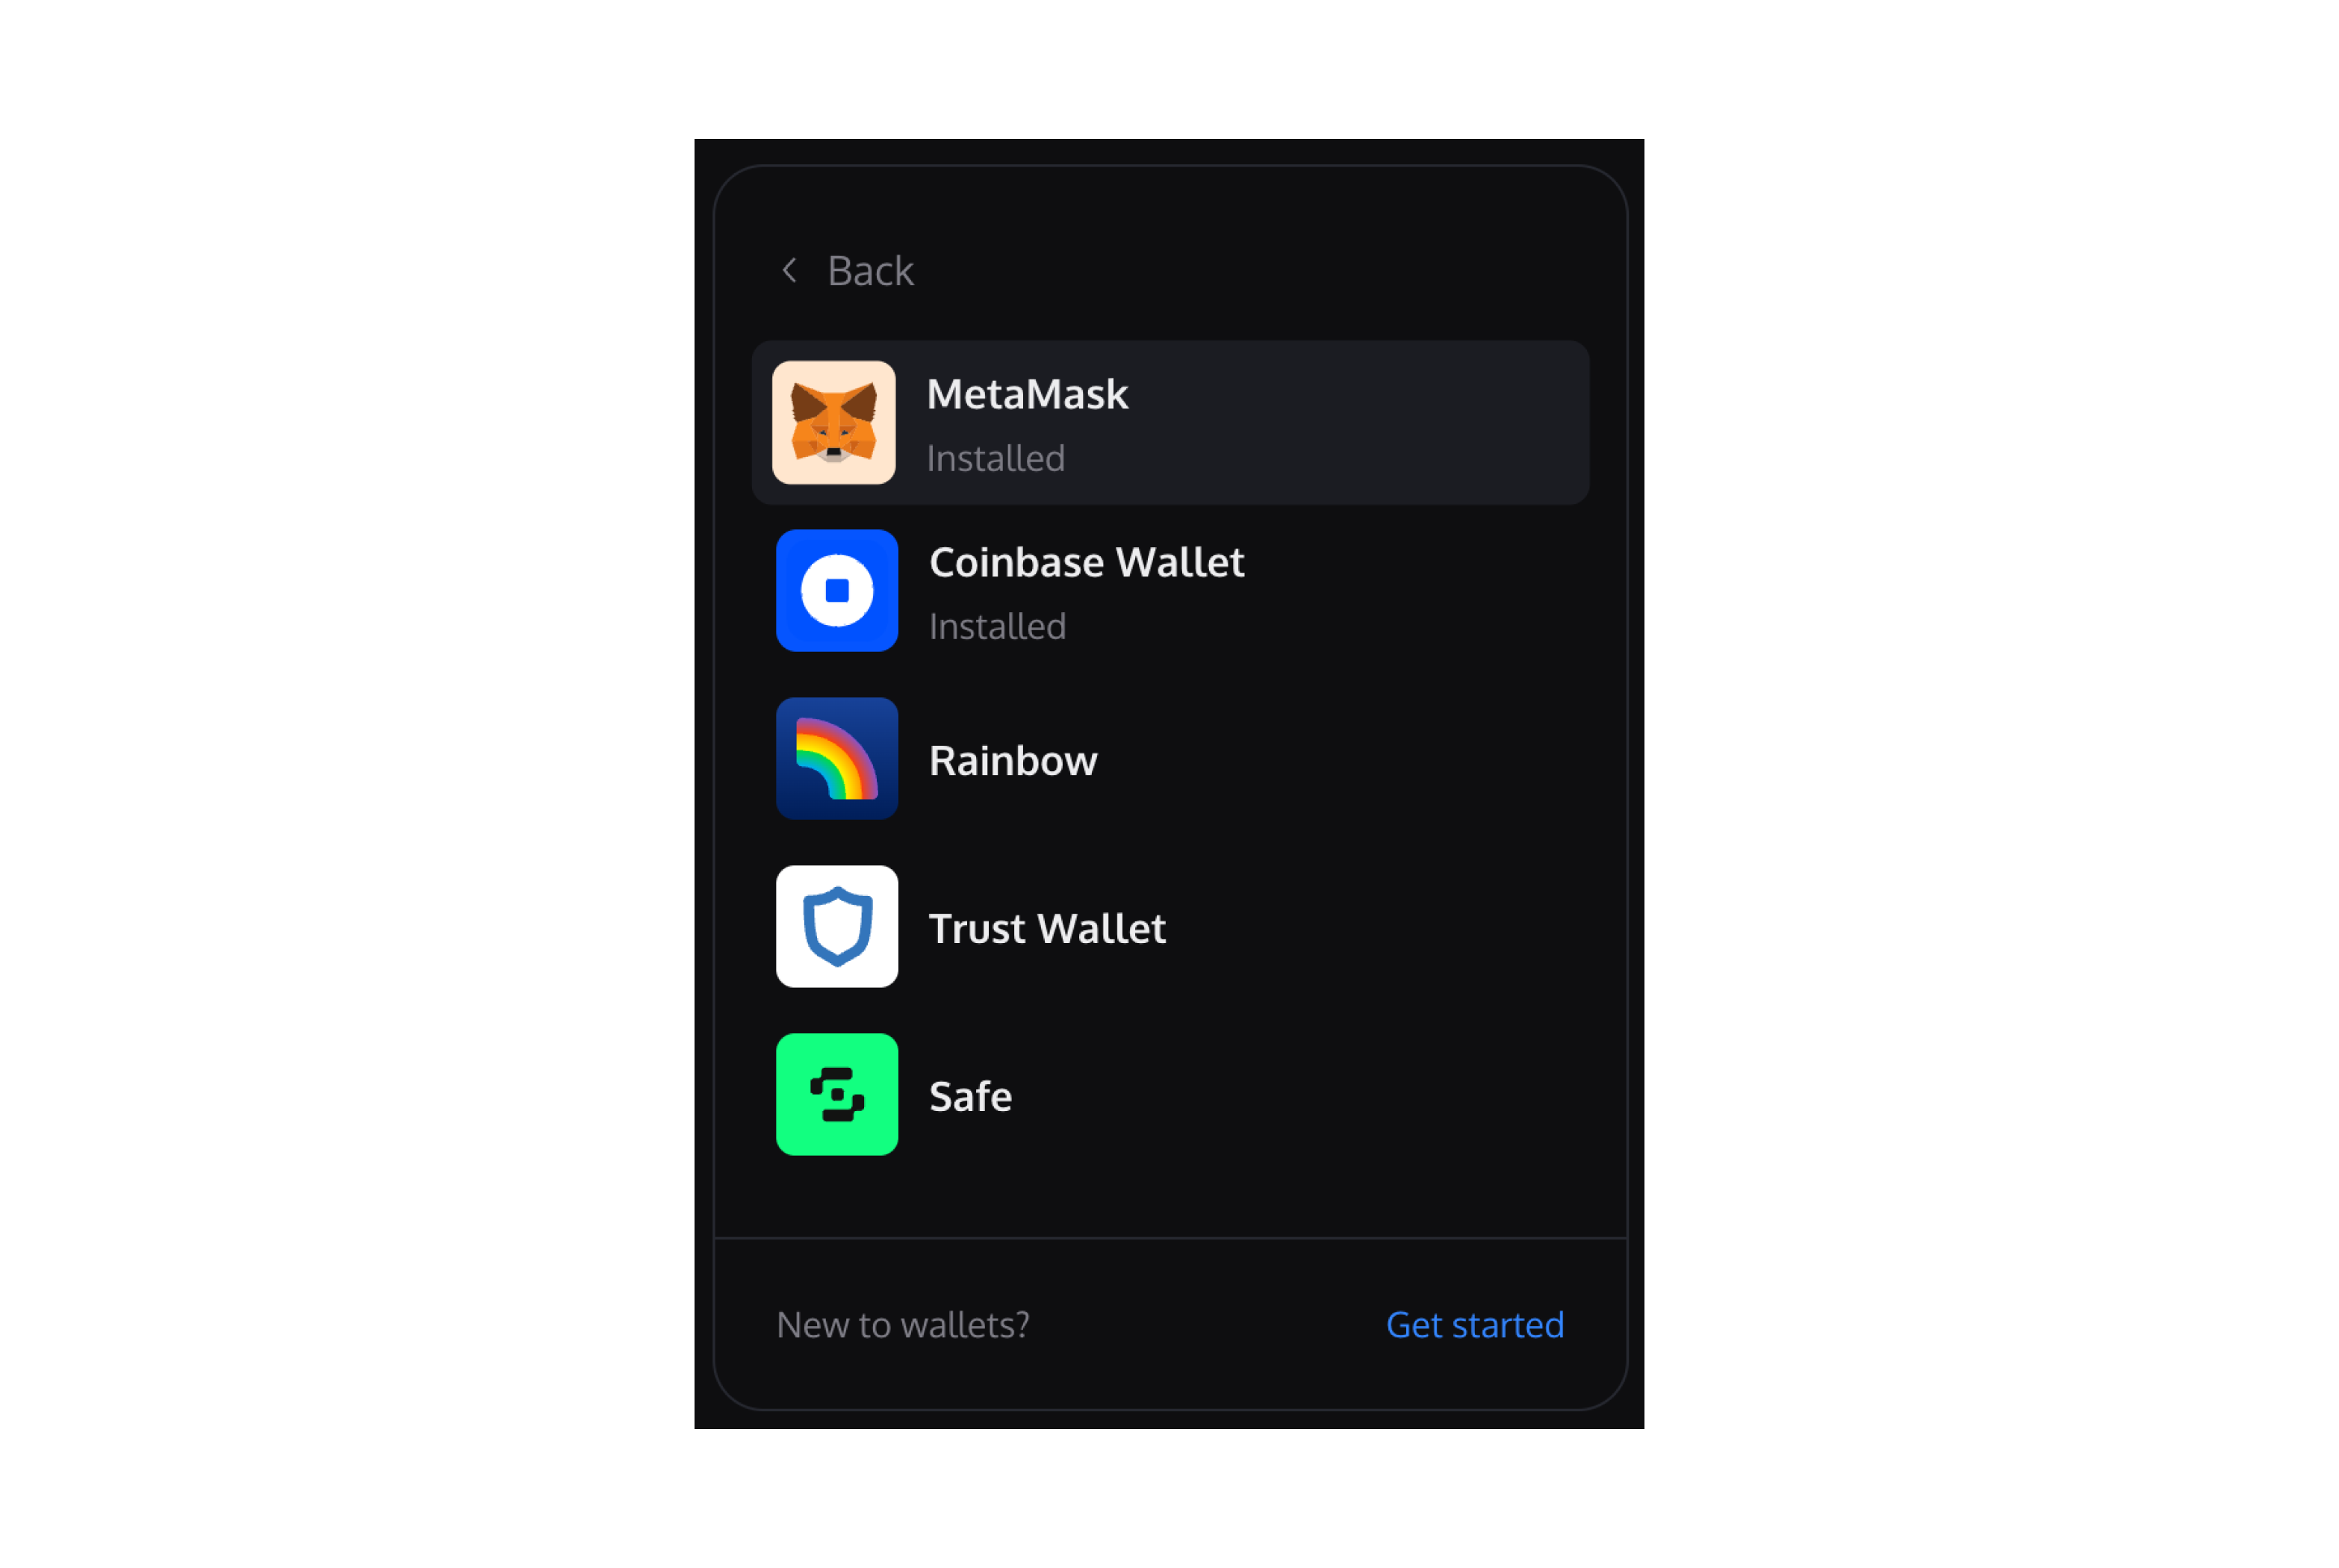 Back
MetaMask
Installed
Coinbase Wallet
Installed
Rainbow
Trust Wallet
Safe
New to wallets?
Get started